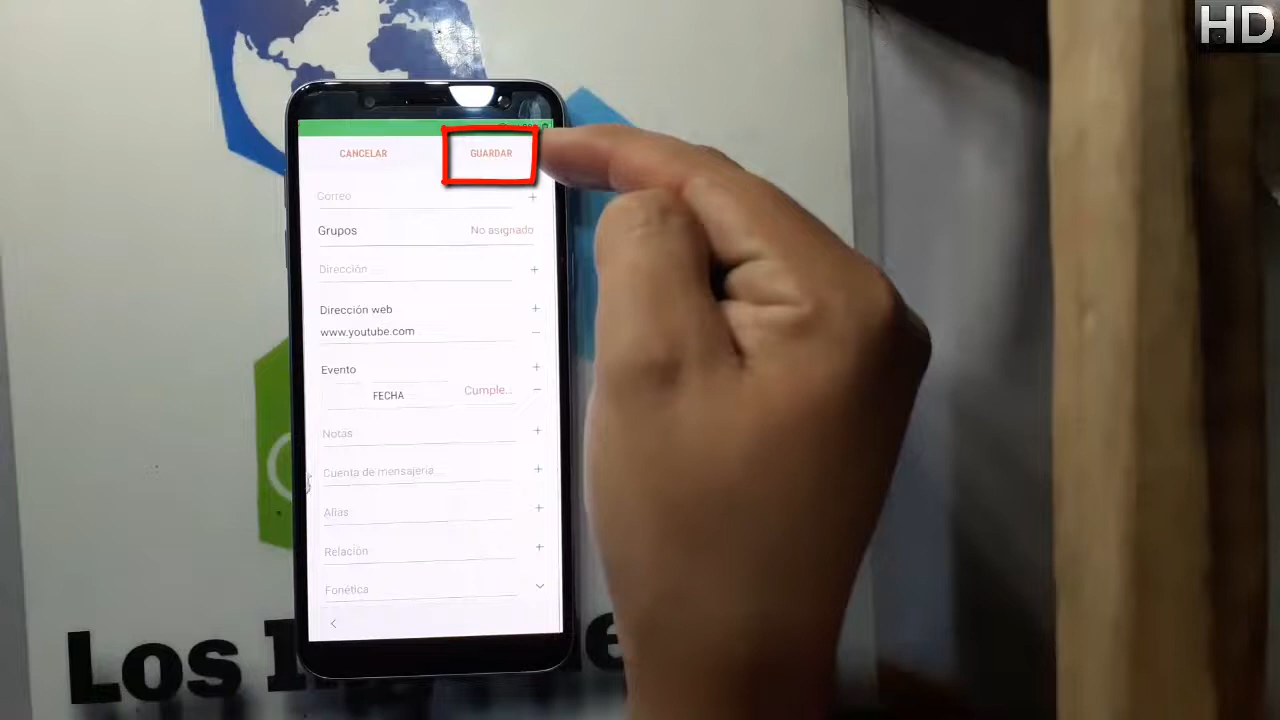 HD
CANCELAR GUARDAR
Correo +
Grupos No asignado
Dirección +
Dirección web +
www.youtube.com −
Evento +
FECHA Cumple... −
Notas +
Cuenta de mensajería... +
Alias +
Relación +
Fonética
Los